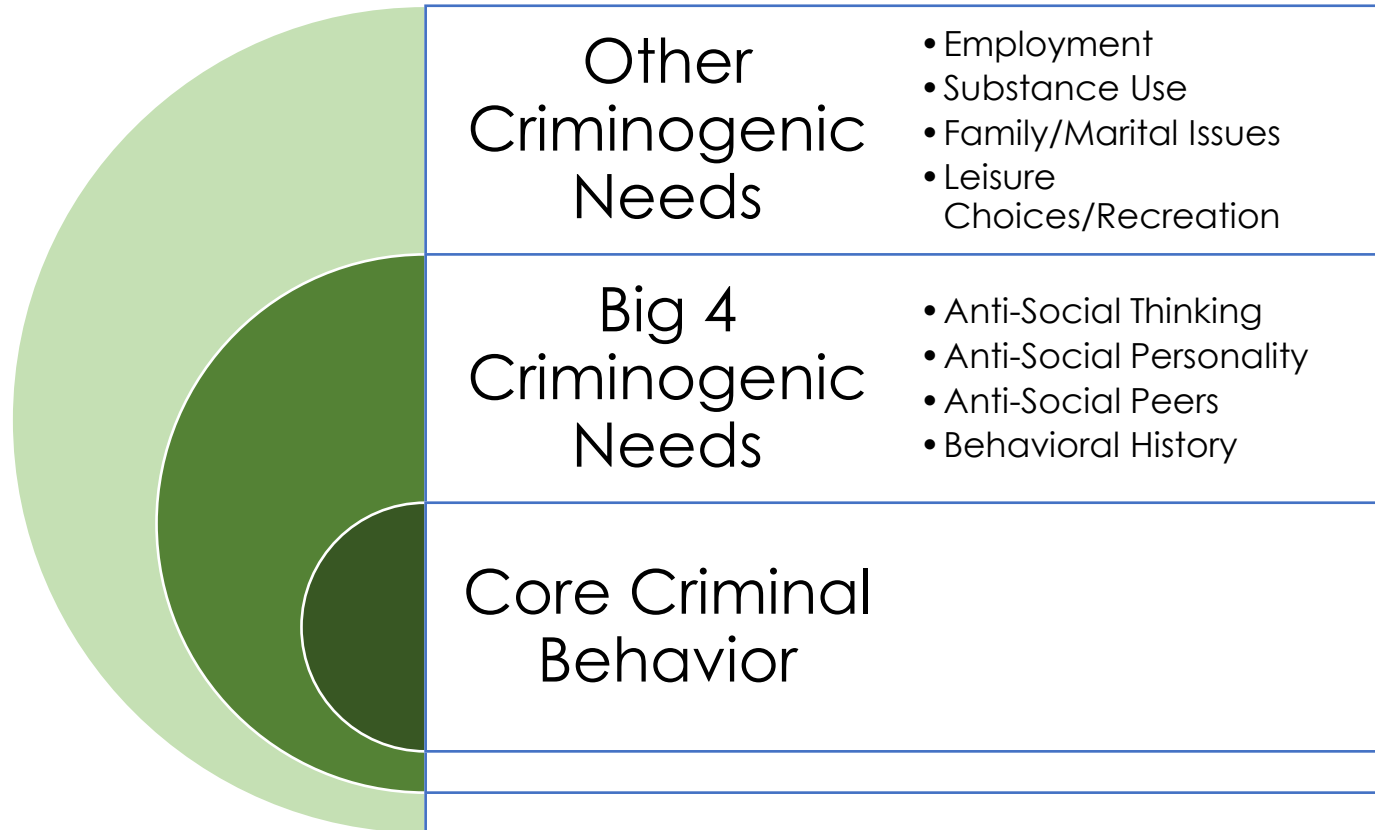 Other
Criminogenic
Needs
• Employment
• Substance Use
• Family/Marital Issues
• Leisure
Choices/Recreation
Big 4
Criminogenic
Needs
• Anti-Social Thinking
• Anti-Social Personality
• Anti-Social Peers
• Behavioral History
Core Criminal
Behavior